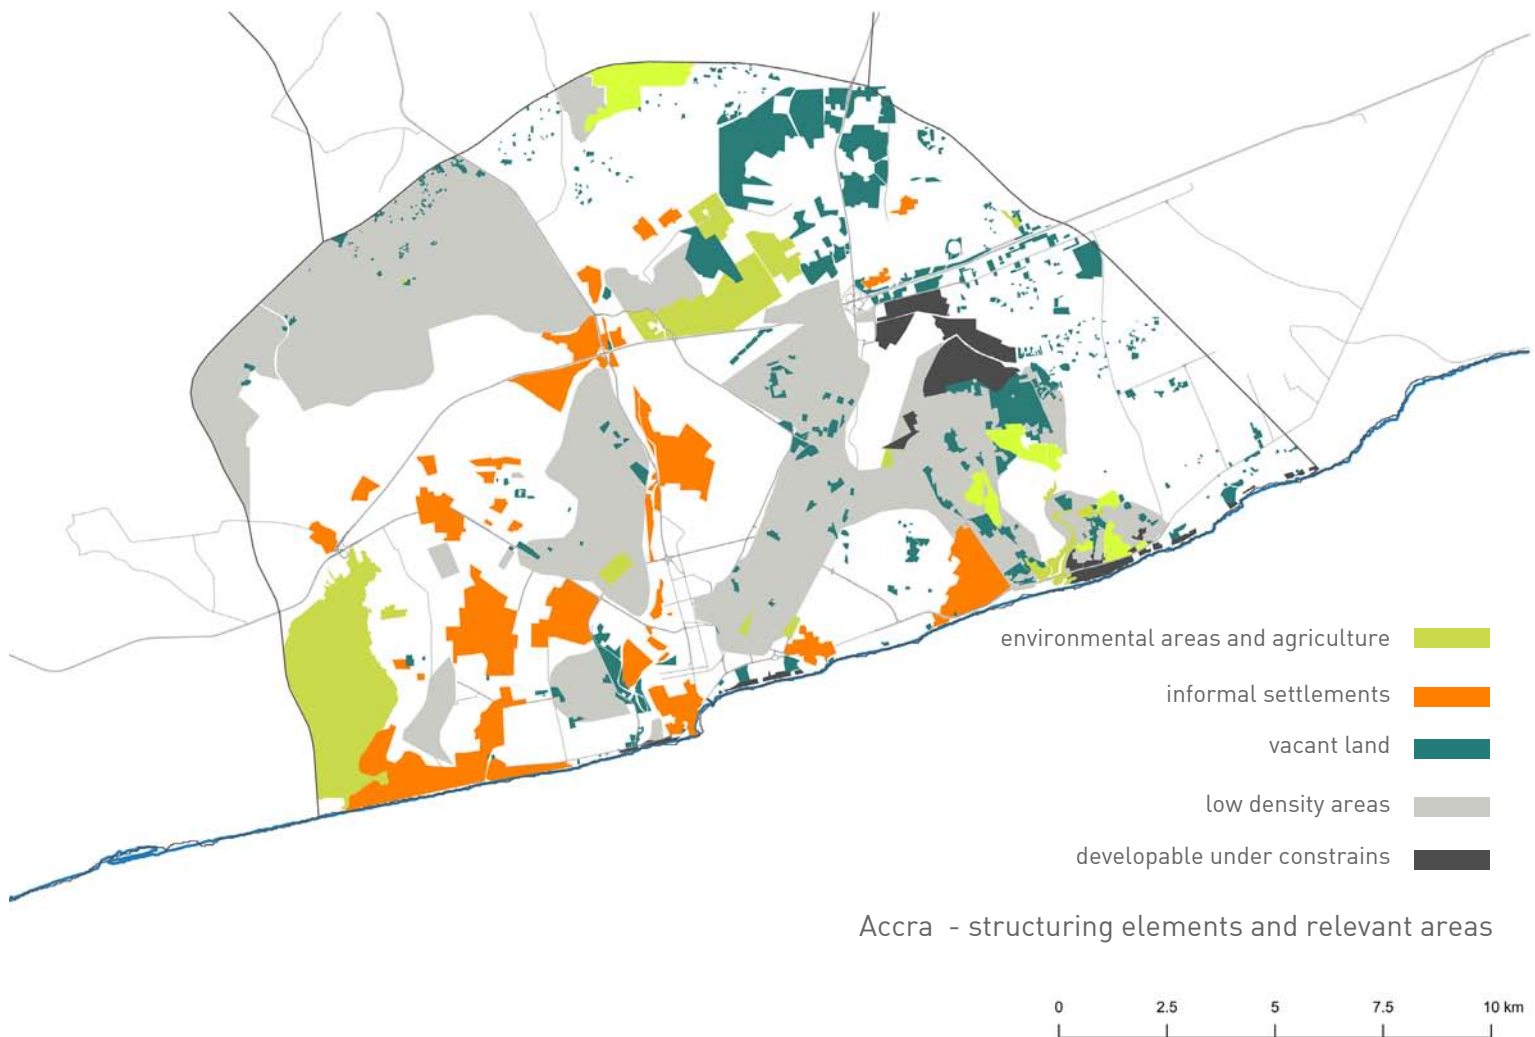 environmental areas and agriculture
informal settlements
vacant land
low density areas
developable under constrains
Accra - structuring elements and relevant areas
0 2.5 5 7.5 10 km